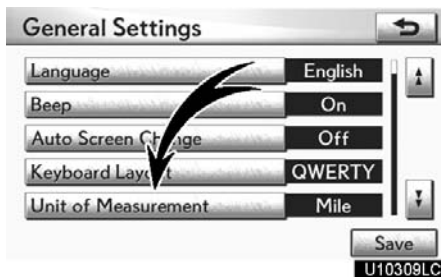 General Settings
Language English
Beep On
Auto Screen Change Off
Keyboard Layout QWERTY
Unit of Measurement Mile
Save
U10309LC